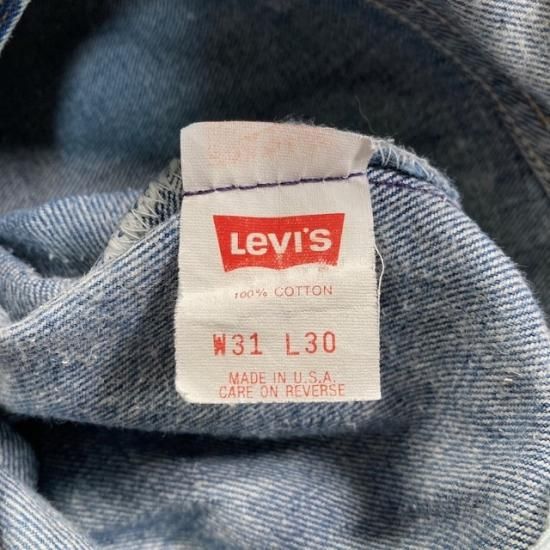 LEVI'S
100% COTTON
W31 L30
MADE IN U.S.A.
CARE ON REVERSE